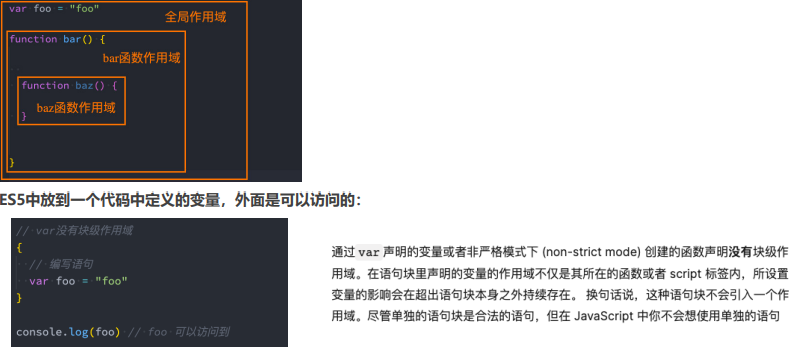 var foo = "foo"
全局作用域
function bar() {
bar函数作用域
function baz() {
baz函数作用域
}
}
ES5中放到一个代码中定义的变量，外面是可以访问的：
// var没有块级作用域
{
// 编写语句
var foo = "foo"
}
console.log(foo) // foo 可以访问到
通过 var 声明的变量或者非严格模式下 (non-strict mode) 创建的函数声明没有块级作
用域。在语句块里声明的变量的作用域不仅是其所在的函数或者 script 标签内，所设置
变量的影响会在超出语句块本身之外持续存在。 换句话说，这种语句块不会引入一个作
用域。尽管单独的语句块是合法的语句，但在 JavaScript 中你不会想使用单独的语句